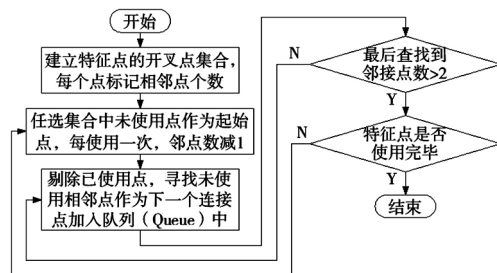 开始
建立特征点的开叉点集合,
每个点标记相邻点个数
任选集合中未使用点作为起始
点，每使用一次，邻点数减1
剔除已使用点，寻找未使
用相邻点作为下一个连接
点加入队列（Queue）中
N
最后查找到
邻接点数>2
Y
N
特征点是否
使用完毕
Y
结束